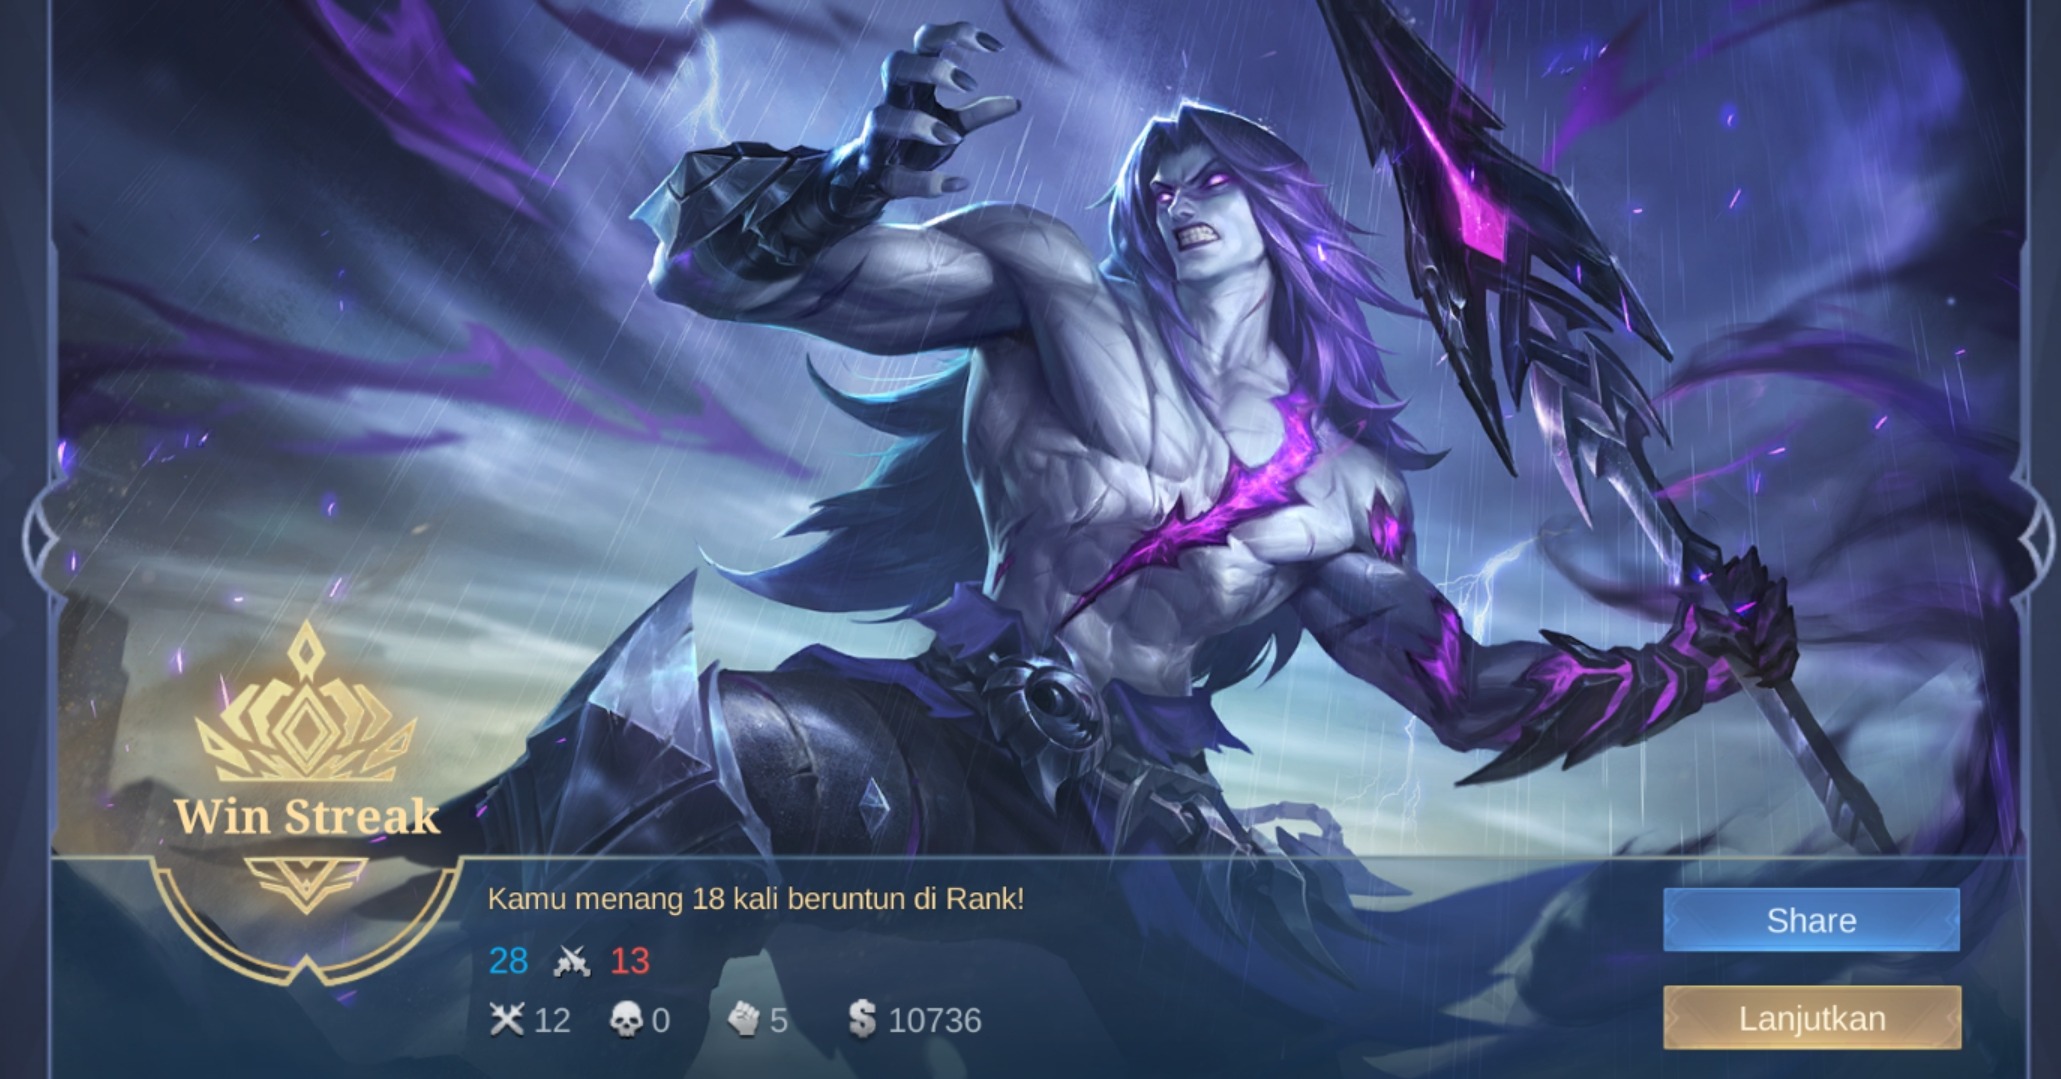 Win Streak
Kamu menang 18 kali beruntun di Rank!
28 13
12 0 5 10736
Share
Lanjutkan